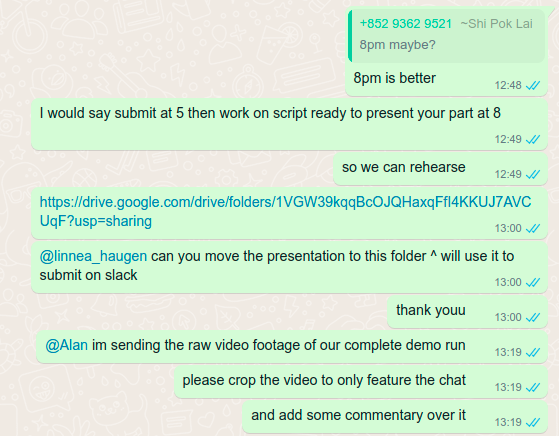 +852 9362 9521 ~Shi Pok Lai
8pm maybe?
8pm is better
12:48
I would say submit at 5 then work on script ready to present your part at 8
12:49
so we can rehearse
12:49
https://drive.google.com/drive/folders/1VGW39kqqBcOJQHaxqFfI4KKUJ7AVC
UqF?usp=sharing
13:00
@linnea_haugen can you move the presentation to this folder ^ will use it to
submit on slack
13:00
thank youu
13:00
@Alan im sending the raw video footage of our complete demo run
13:19
please crop the video to only feature the chat
13:19
and add some commentary over it
13:19